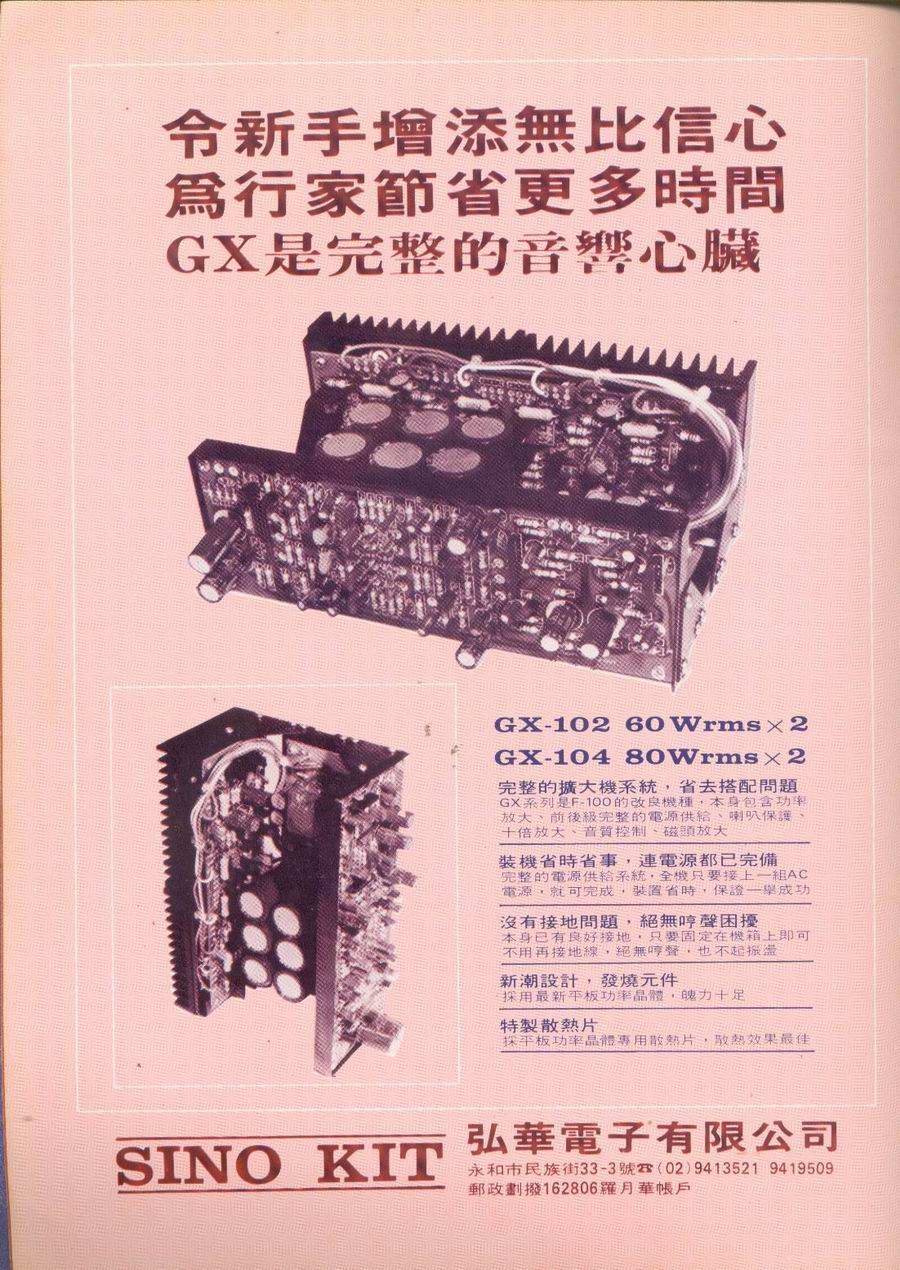 令新手增添無比信心
爲行家節省更多時間
GX是完整的音響心臟
GX-102 60Wrms×2
GX-104 80Wrms×2
完整的擴大機系統，省去搭配問題
GX系列是F-100的改良機種，本身包含功率
放大、前後級完整的電源供給、喇叭保護、
十倍放大、音質控制、磁頭放大
裝機省時省事，連電源都已完備
完整的電源供給系統，全機只要接上一組AC
電源，就可完成，裝置省時，保證一舉成功
沒有接地問題，絕無哼聲困擾
本身已有良好接地，只要固定在機箱上即可
不用再接地線，絕無哼聲，也不起振盪
新潮設計，發燒元件
採用最新平板功率晶體，魄力十足
特製散熱片
採平板功率晶體專用散熱片，散熱效果最佳
SINO KIT
弘華電子有限公司
永和市民族街33-3號☎(02)9413521 9419509
郵政劃撥162806羅月華帳戶